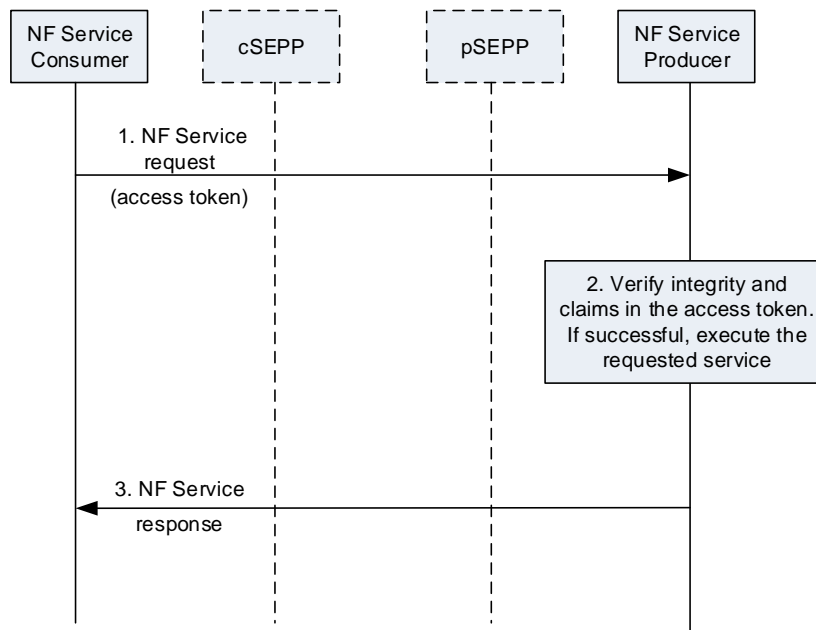 NF Service
Consumer
cSEPP
pSEPP
NF Service
Producer
1. NF Service
request
(access token)
2. Verify integrity and
claims in the access token.
If successful, execute the
requested service
3. NF Service
response